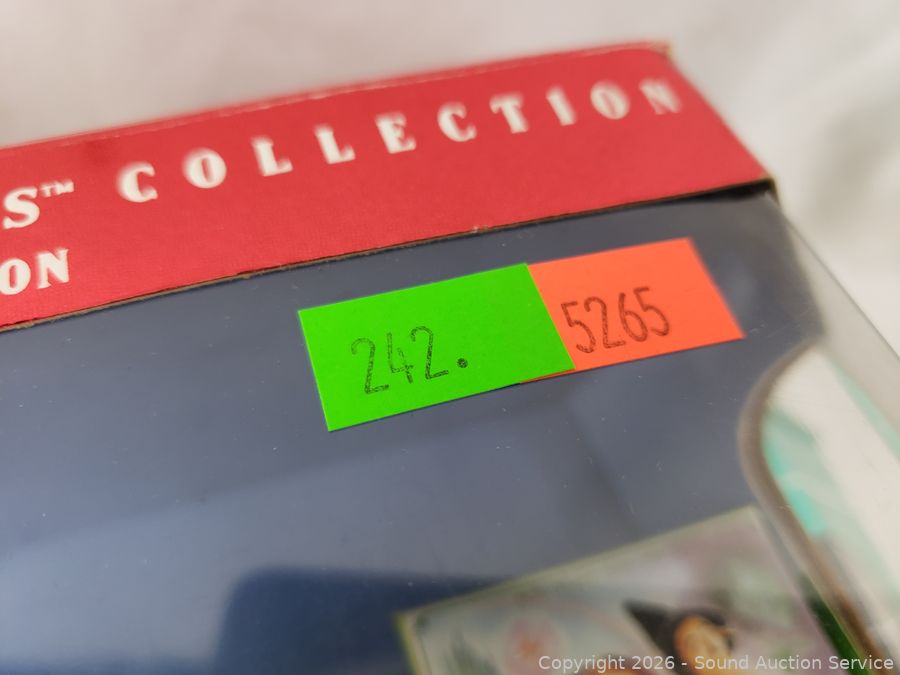 S™ COLLECTION
ON
242.
5265
Copyright © 2026 - Sound Auction Service